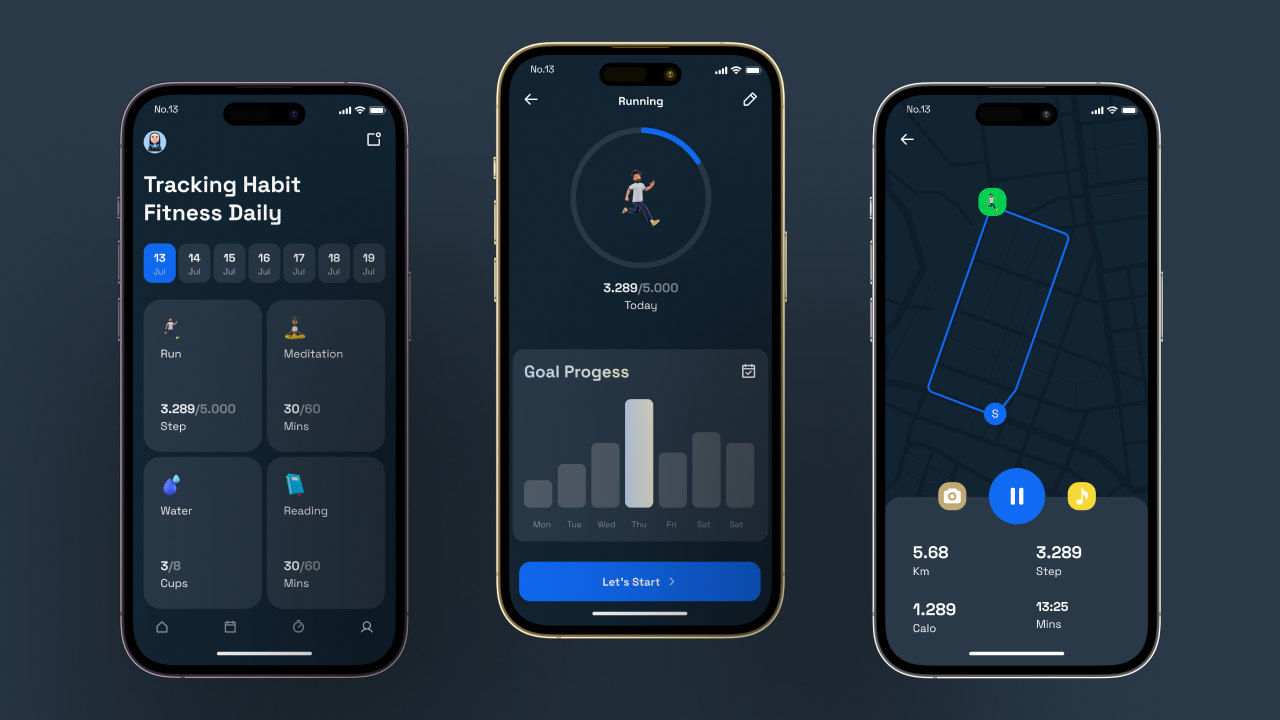 No.13
Tracking Habit
Fitness Daily
13 14 15 16 17 18 19
Jul Jul Jul Jul Jul Jul Jul
Run
3.289/5.000
Step
Meditation
30/60
Mins
Water
3/8
Cups
Reading
30/60
Mins
No.13
Running
3.289/5.000
Today
Goal Progess
Mon Tue Wed Thu Fri Sat Sat
Let's Start
No.13
S
5.68
Km
3.289
Step
1.289
Calo
13:25
Mins